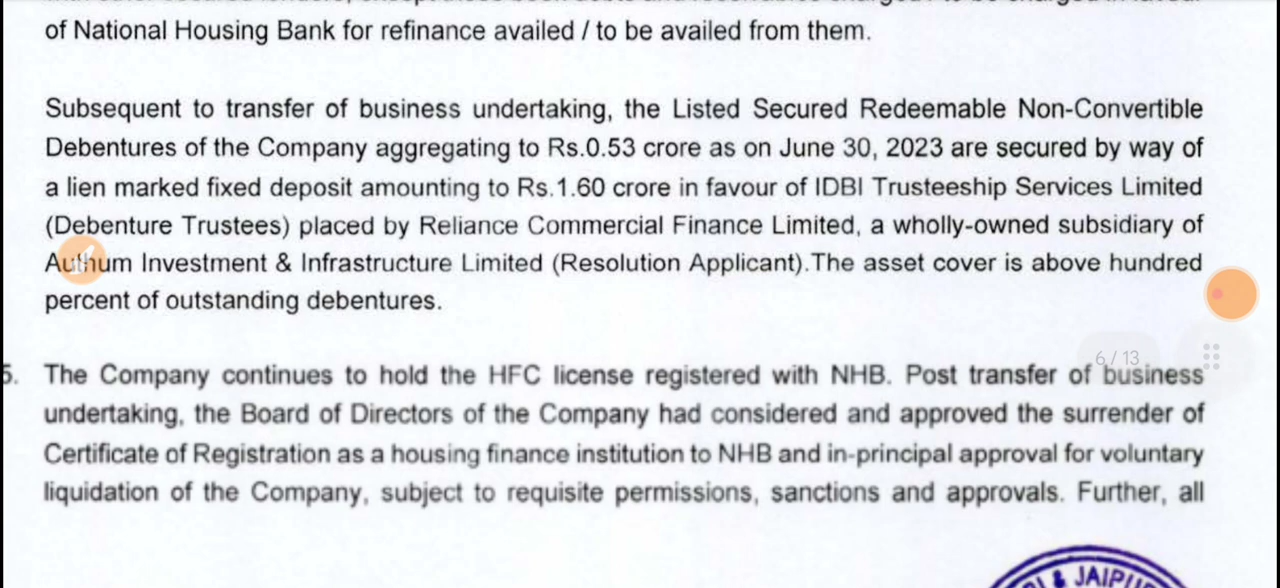 of National Housing Bank for refinance availed / to be availed from them.
Subsequent to transfer of business undertaking, the Listed Secured Redeemable Non-Convertible
Debentures of the Company aggregating to Rs.0.53 crore as on June 30, 2023 are secured by way of
a lien marked fixed deposit amounting to Rs.1.60 crore in favour of IDBI Trusteeship Services Limited
(Debenture Trustees) placed by Reliance Commercial Finance Limited, a wholly-owned subsidiary of
Authum Investment & Infrastructure Limited (Resolution Applicant).The asset cover is above hundred
percent of outstanding debentures.
6 / 13
5. The Company continues to hold the HFC license registered with NHB. Post transfer of business
undertaking, the Board of Directors of the Company had considered and approved the surrender of
Certificate of Registration as a housing finance institution to NHB and in-principal approval for voluntary
liquidation of the Company, subject to requisite permissions, sanctions and approvals. Further, all
& JAIPU